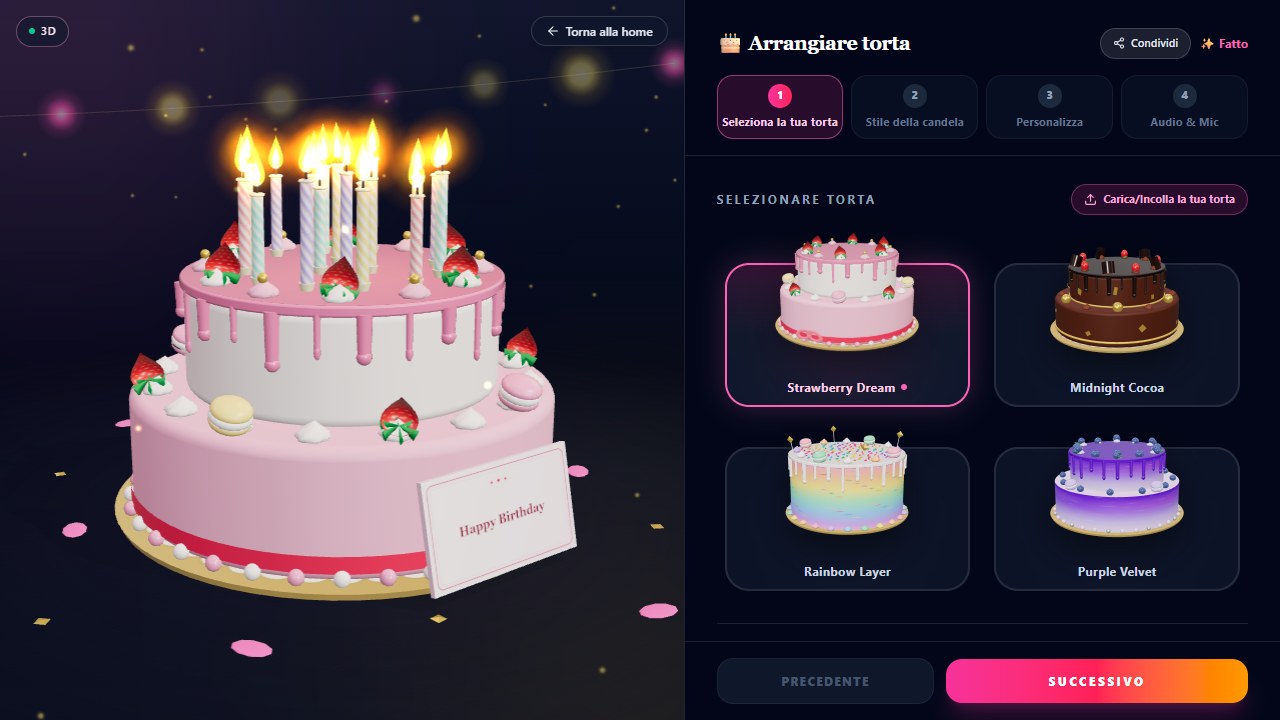 3D
Torna alla home
Happy Birthday
Arrangiare torta
Condividi
Fatto
1
Seleziona la tua torta
2
Stile della candela
3
Personalizza
4
Audio & Mic
SELEZIONARE TORTA
Carica/Incolla la tua torta
Strawberry Dream
Midnight Cocoa
Rainbow Layer
Purple Velvet
PRECEDENTE
SUCCESSIVO